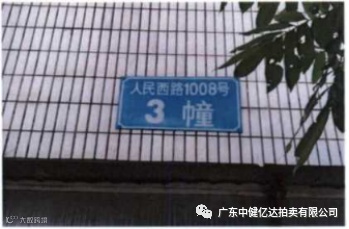 人民西路1008号
3 幢
广东中健亿达拍卖有限公司